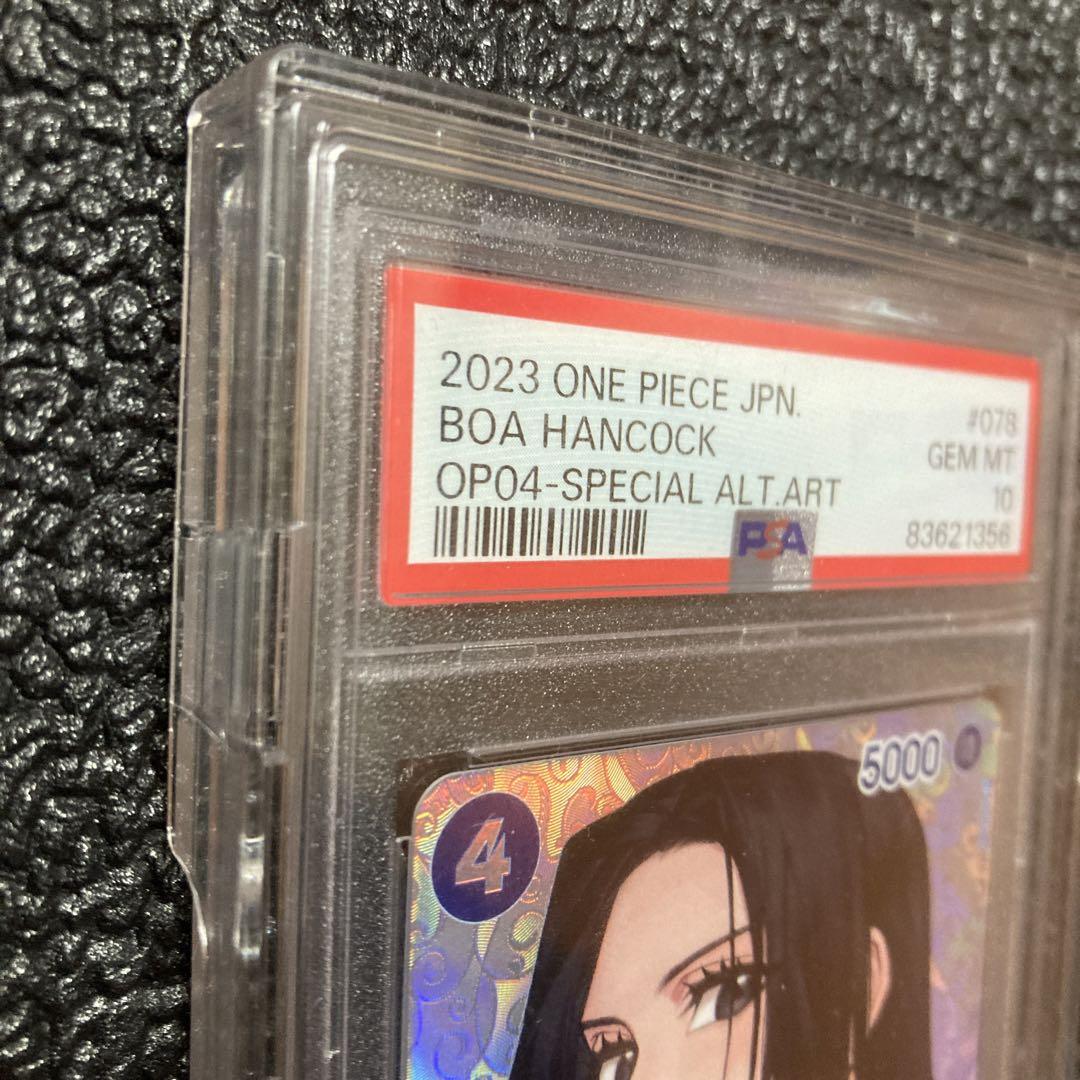 2023 ONE PIECE JPN.
#078
BOA HANCOCK
GEM MT
OP04-SPECIAL ALT.ART
10
PSA
83621356
5000
4